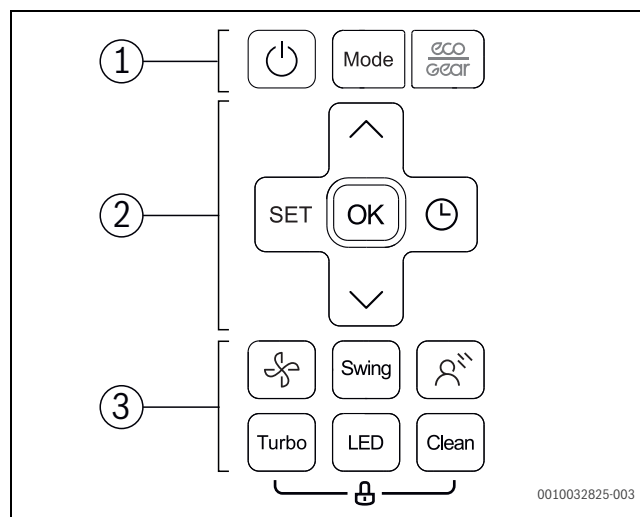 1
Mode
eco
Gear
2
SET
OK
3
Swing
Turbo
LED
Clean
0010032825-003